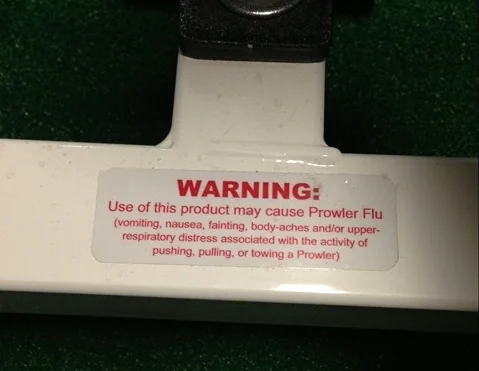 WARNING:
Use of this product may cause Prowler Flu
(vomiting, nausea, fainting, body-aches and/or upper-
respiratory distress associated with the activity of
pushing, pulling, or towing a Prowler)